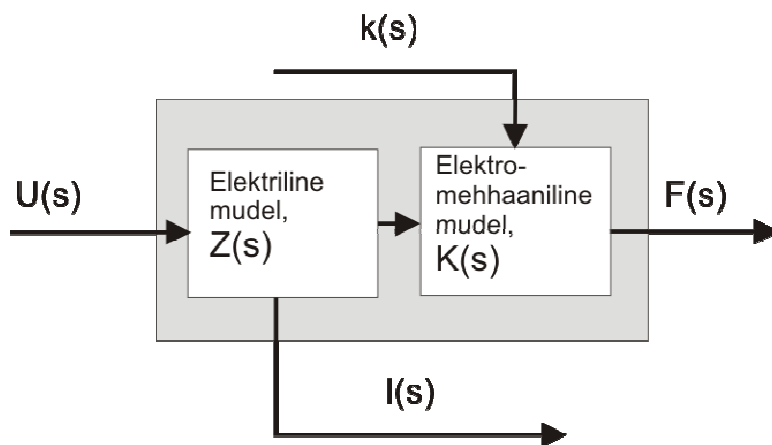 k(s)
U(s)
Elektriline
mudel,
Z(s)
Elektro-
mehhaaniline
mudel,
K(s)
F(s)
I(s)